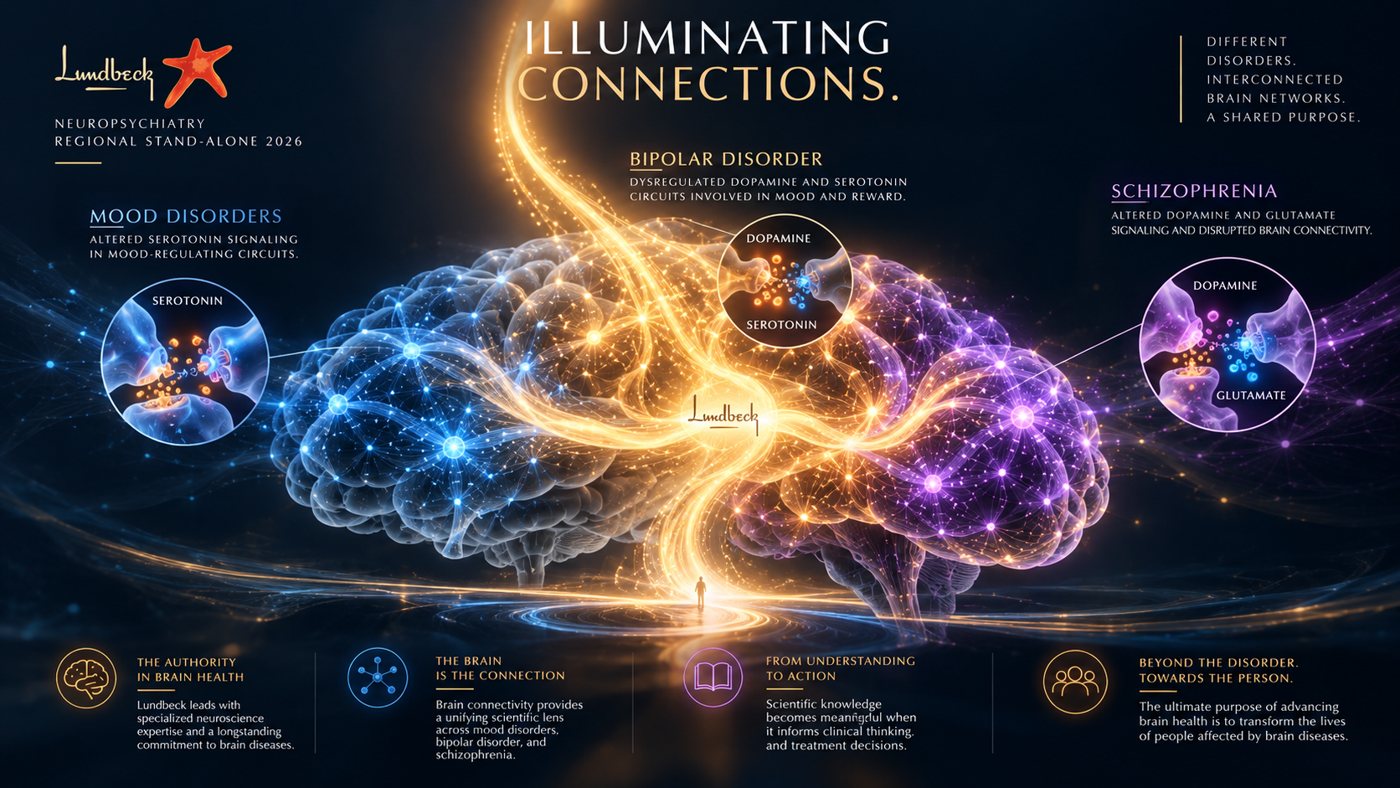 Lundbeck
NEUROPSYCHIATRY
REGIONAL STAND-ALONE 2026
ILLUMINATING
CONNECTIONS.
DIFFERENT
DISORDERS.
INTERCONNECTED
BRAIN NETWORKS.
A SHARED PURPOSE.
MOOD DISORDERS
ALTERED SEROTONIN SIGNALING
IN MOOD-REGULATING CIRCUITS.
SEROTONIN
BIPOLAR DISORDER
DYSREGULATED DOPAMINE AND SEROTONIN
CIRCUITS INVOLVED IN MOOD AND REWARD.
DOPAMINE
SEROTONIN
SCHIZOPHRENIA
ALTERED DOPAMINE AND GLUTAMATE
SIGNALING AND DISRUPTED BRAIN CONNECTIVITY.
DOPAMINE
GLUTAMATE
Lundbeck
THE AUTHORITY
IN BRAIN HEALTH
Lundbeck leads with
specialized neuroscience
expertise and a longstanding
commitment to brain diseases.
THE BRAIN
IS THE CONNECTION
Brain connectivity provides
a unifying scientific lens
across mood disorders,
bipolar disorder, and
schizophrenia.
FROM UNDERSTANDING
TO ACTION
Scientific knowledge
becomes meaningful when
it informs clinical thinking.
and treatment decisions.
BEYOND THE DISORDER.
TOWARDS THE PERSON.
The ultimate purpose of advancing
brain health is to transform the lives
of people affected by brain diseases.